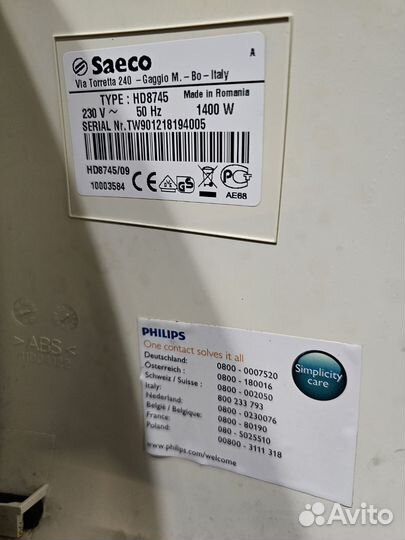 Saeco
A
Via Torretta 240 - Gaggio M. - Bo - Italy
TYPE : HD8745 Made in Romania
230 V ~ 50 Hz 1400 W
SERIAL Nr. TW901218194005
HD8745/09
10003584
AE68
>ABS<
PHILIPS
One contact solves it all
Deutschland: 0800 - 0007520
Österreich : 0800 - 180016
Schweiz / Suisse : 0800 - 002050
Italy: 800 233 793
Nederland: 0800 - 0230076
België / Belgique: 0800 - 80190
France: 080 - 5025510
Poland: 00800 - 3111 318
www.philips.com/welcome
Simplicity
care
Avito